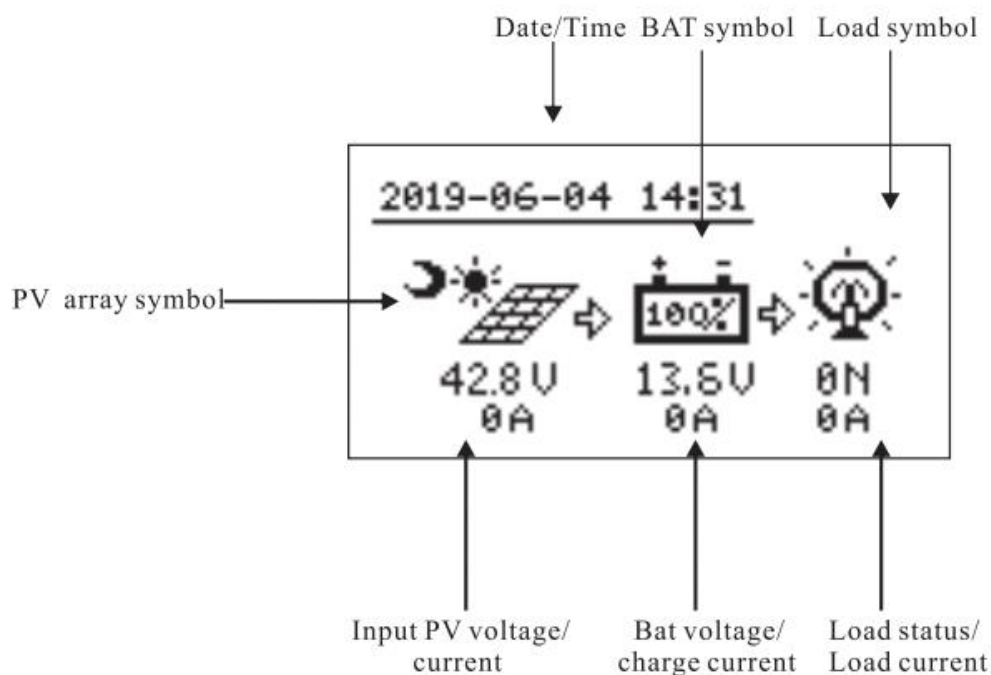 Date/Time BAT symbol Load symbol
2019-06-04 14:31
PV array symbol
+ -
100%
42.8V 13.6V 0N
0A 0A 0A
Input PV voltage/ Bat voltage/ Load status/
current charge current Load current